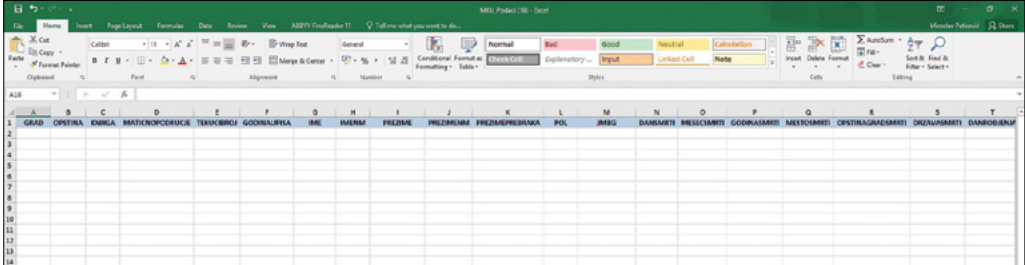 MKU_Podaci (18) - Excel
File Home Insert Page Layout Formulas Data Review View ABBYY FineReader 11 Tell me what you want to do... Miroslav Petković Share
Cut Calibri 11 A A Wrap Text General Normal Bad Good Neutral Calculation AutoSum
Paste Copy Fill
Format Painter B I U A Merge & Center % Conditional Formatting Format as Table Check Cell Explanatory ... Input Linked Cell Note Insert Delete Format Clear Sort & Filter Find & Select
Clipboard Font Alignment Number Styles Cells Editing
A16 fx
A B C D E F G H I J K L M N O P Q R S T
1 GRAD OPSTINA KNJIGA MATICNOPODRUCJE TEKUCIBROJ GODINAUPISA IME IMENM PREZIME PREZIMENM PREZIMEPREBRAKA POL JMBG DANSMRTI MESECSMRTI GODINASMRTI MESTOSMRTI OPSTINAGRADSMRTI DRZAVASMRTI DANRODJENJA
2
3
4
5
6
7
8
9
10
11
12
13
14